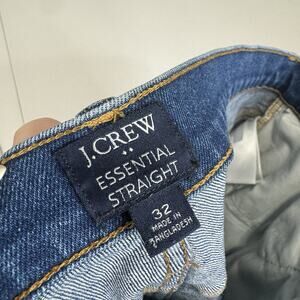 J.CREW
ESSENTIAL
STRAIGHT
32
MADE IN
BANGLADESH